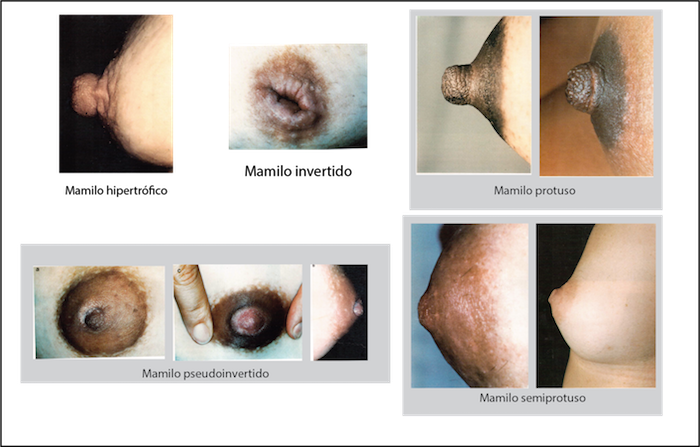 Mamilo hipertrófico
Mamilo invertido
Mamilo protuso
Mamilo pseudoinvertido
Mamilo semiprotuso